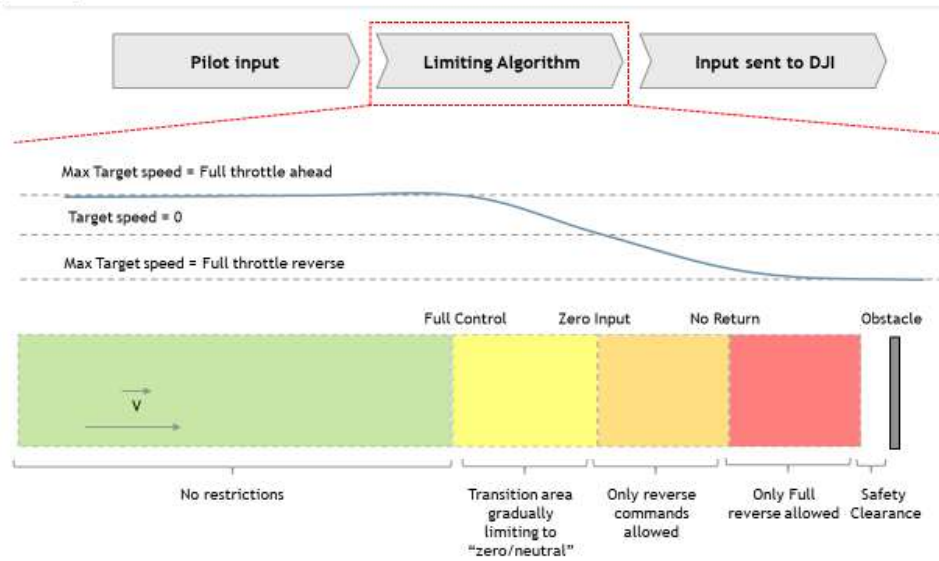 Pilot input
Limiting Algorithm
Input sent to DJI
Max Target speed = Full throttle ahead
Target speed = 0
Max Target speed = Full throttle reverse
Full Control
Zero Input
No Return
Obstacle
V
No restrictions
Transition area
gradually
limiting to
“zero/neutral”
Only reverse
commands
allowed
Only Full
reverse allowed
Safety
Clearance